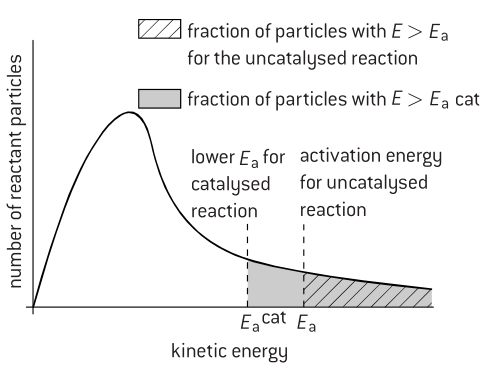 fraction of particles with E > Ea
for the uncatalysed reaction
fraction of particles with E > Ea cat
number of reactant particles
lower Ea for
catalysed
reaction
activation energy
for uncatalysed
reaction
Ea cat
Ea
kinetic energy